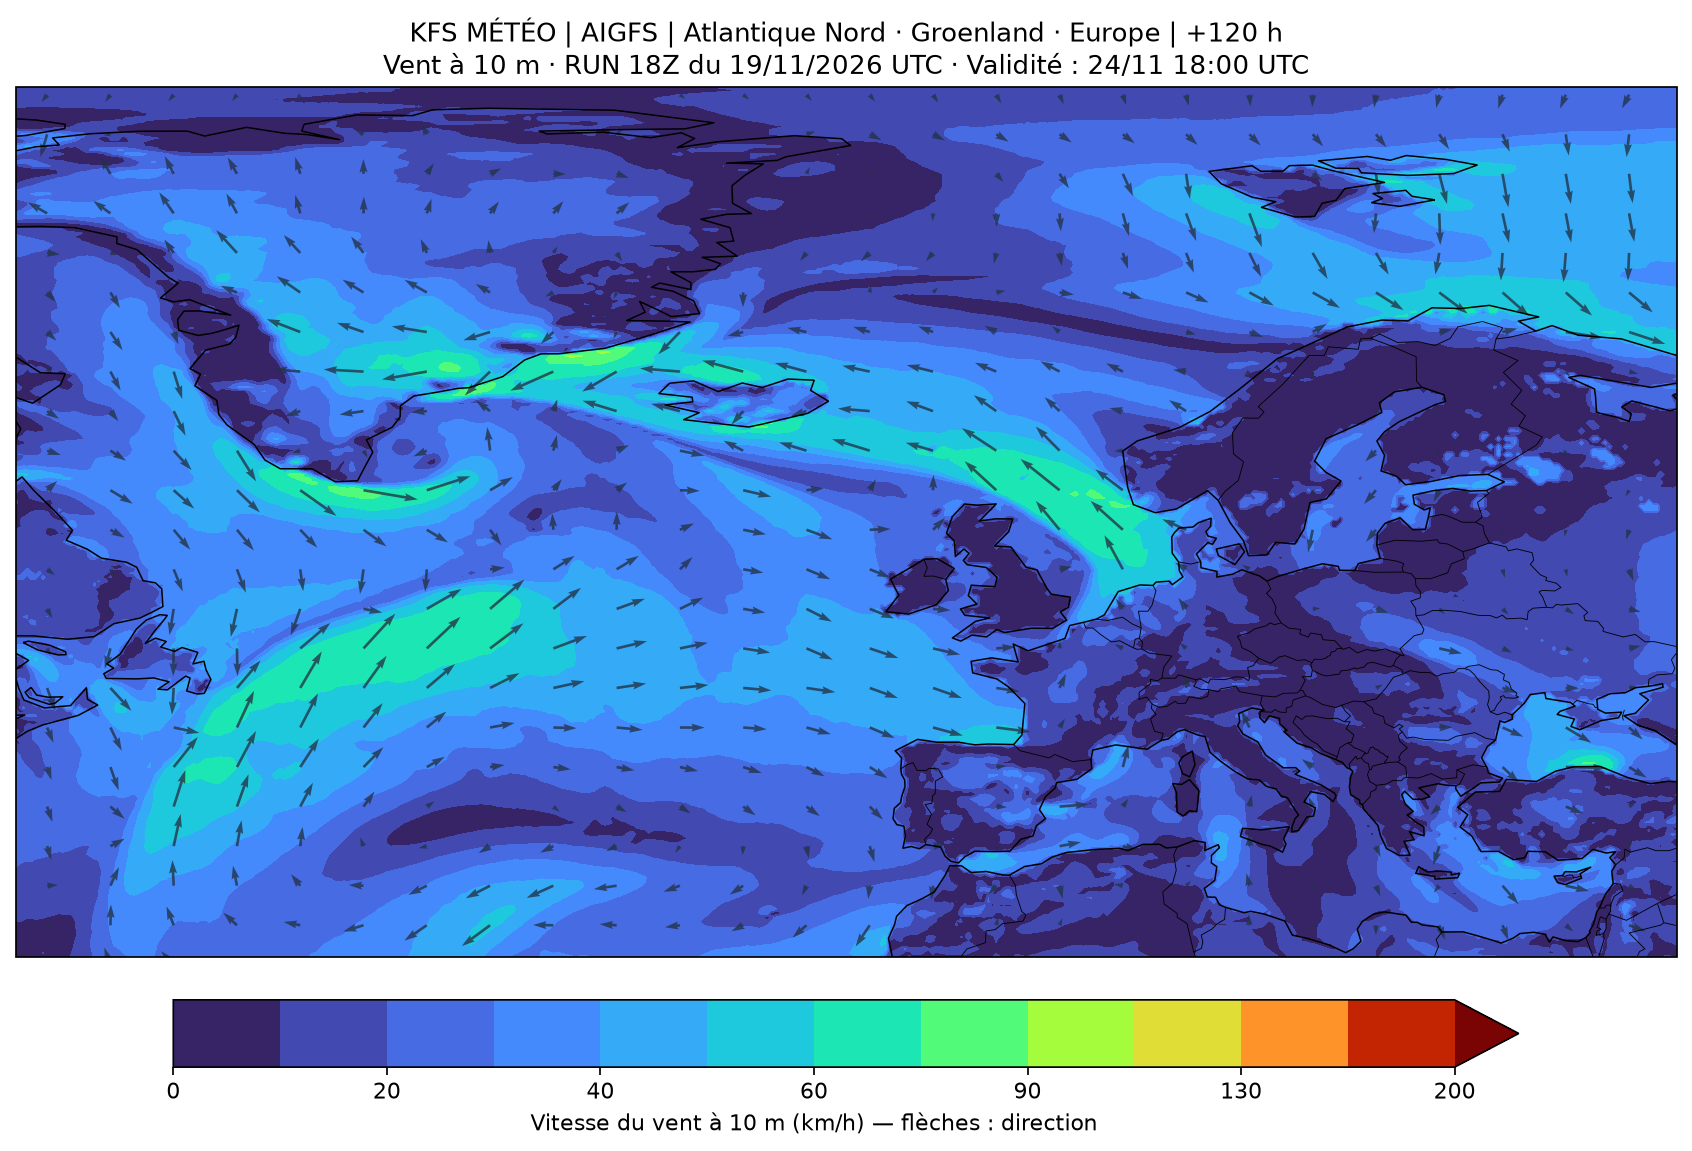 KFS MÉTÉO | AIGFS | Atlantique Nord · Groenland · Europe | +120 h
Vent à 10 m · RUN 18Z du 19/11/2026 UTC · Validité : 24/11 18:00 UTC
0 20 40 60 90 130 200
Vitesse du vent à 10 m (km/h) — flèches : direction